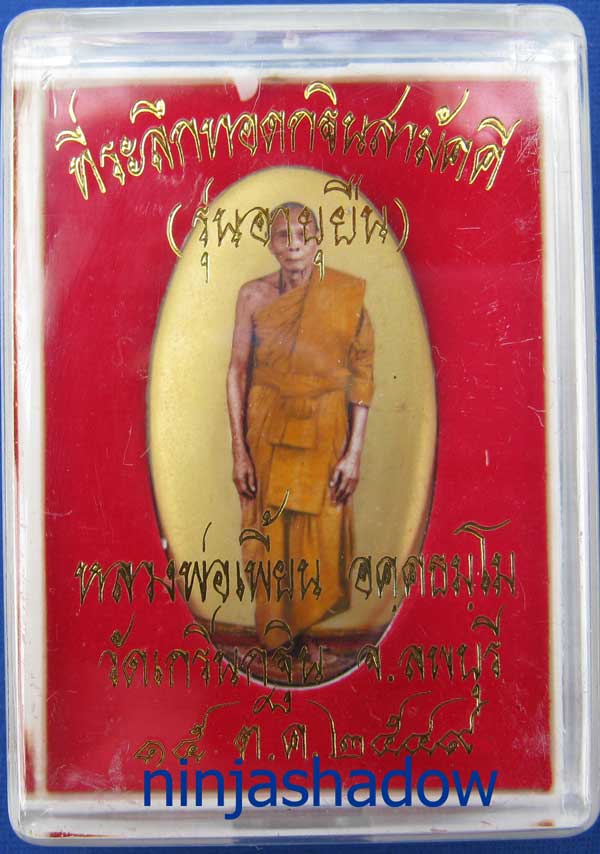 ที่ระลึกทอดกฐินสามัคคี
(รุ่นอายุยืน)
หลวงพ่อเพี้ยน อคฺคธมฺโม
วัดเกริ่นกฐิน จ.ลพบุรี
๑๕ ต.ค.๒๕๔๙
ninjashadow